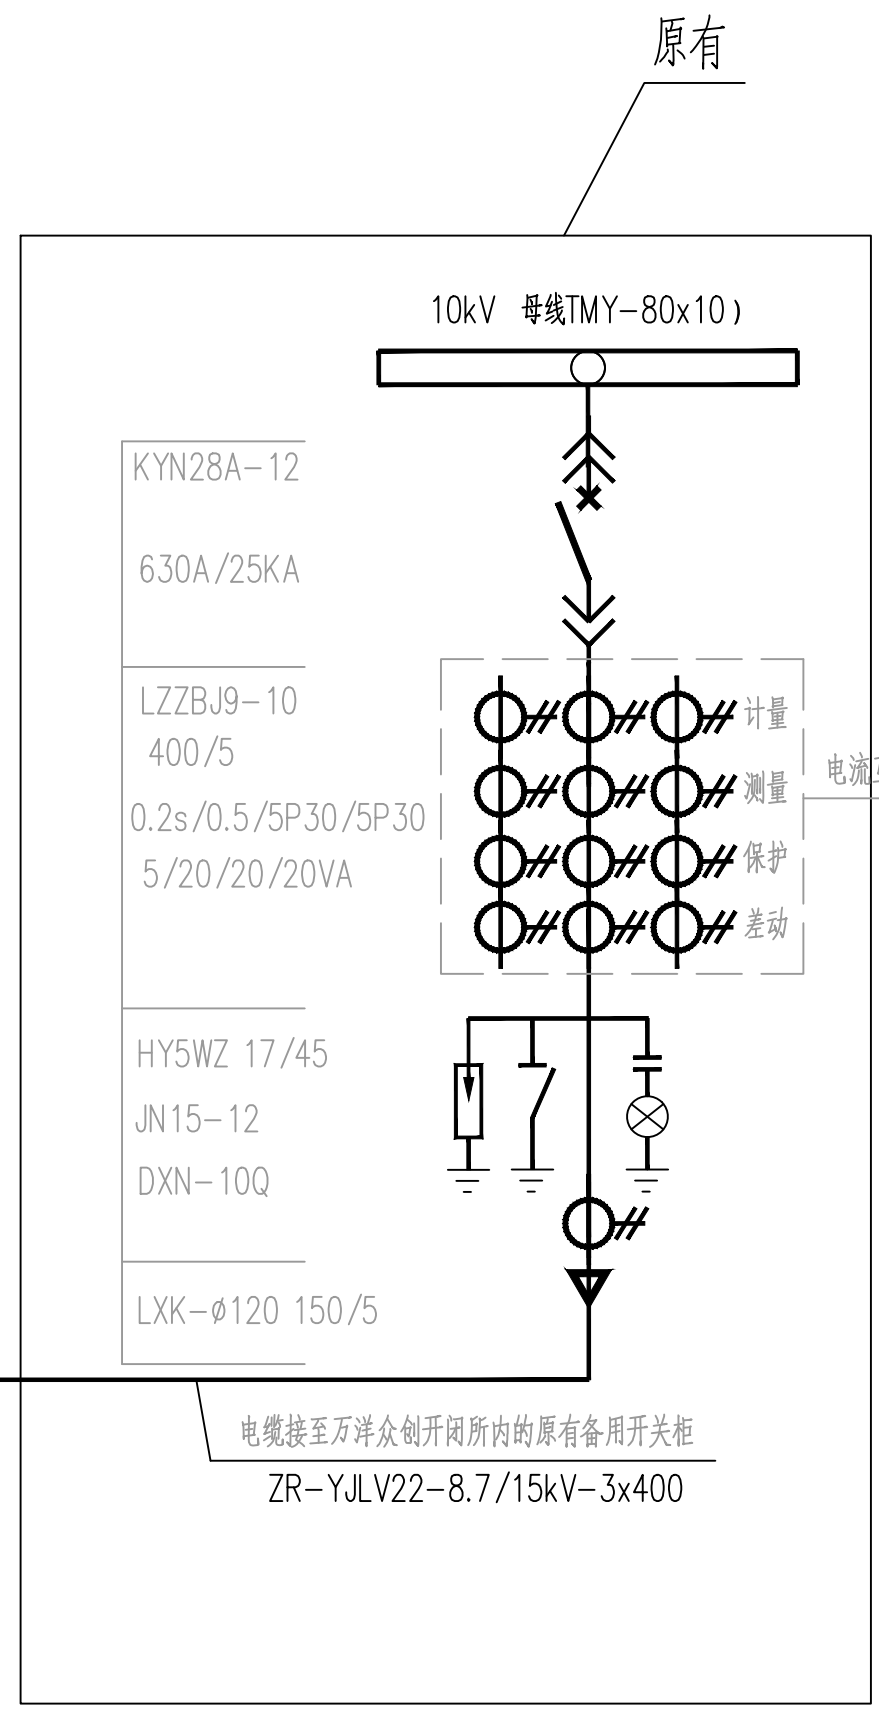 原有
10kV 母线TMY-80x10)
KYN28A-12
630A/25KA
LZZBJ9-10
400/5
0.2s/0.5/5P30/5P30
5/20/20/20VA
计量
测量
保护
差动
电流
HY5WZ 17/45
JN15-12
DXN-10Q
LXK-ø120 150/5
电缆接至万洋众创开闭所内的原有备用开关柜
ZR-YJLV22-8.7/15kV-3x400